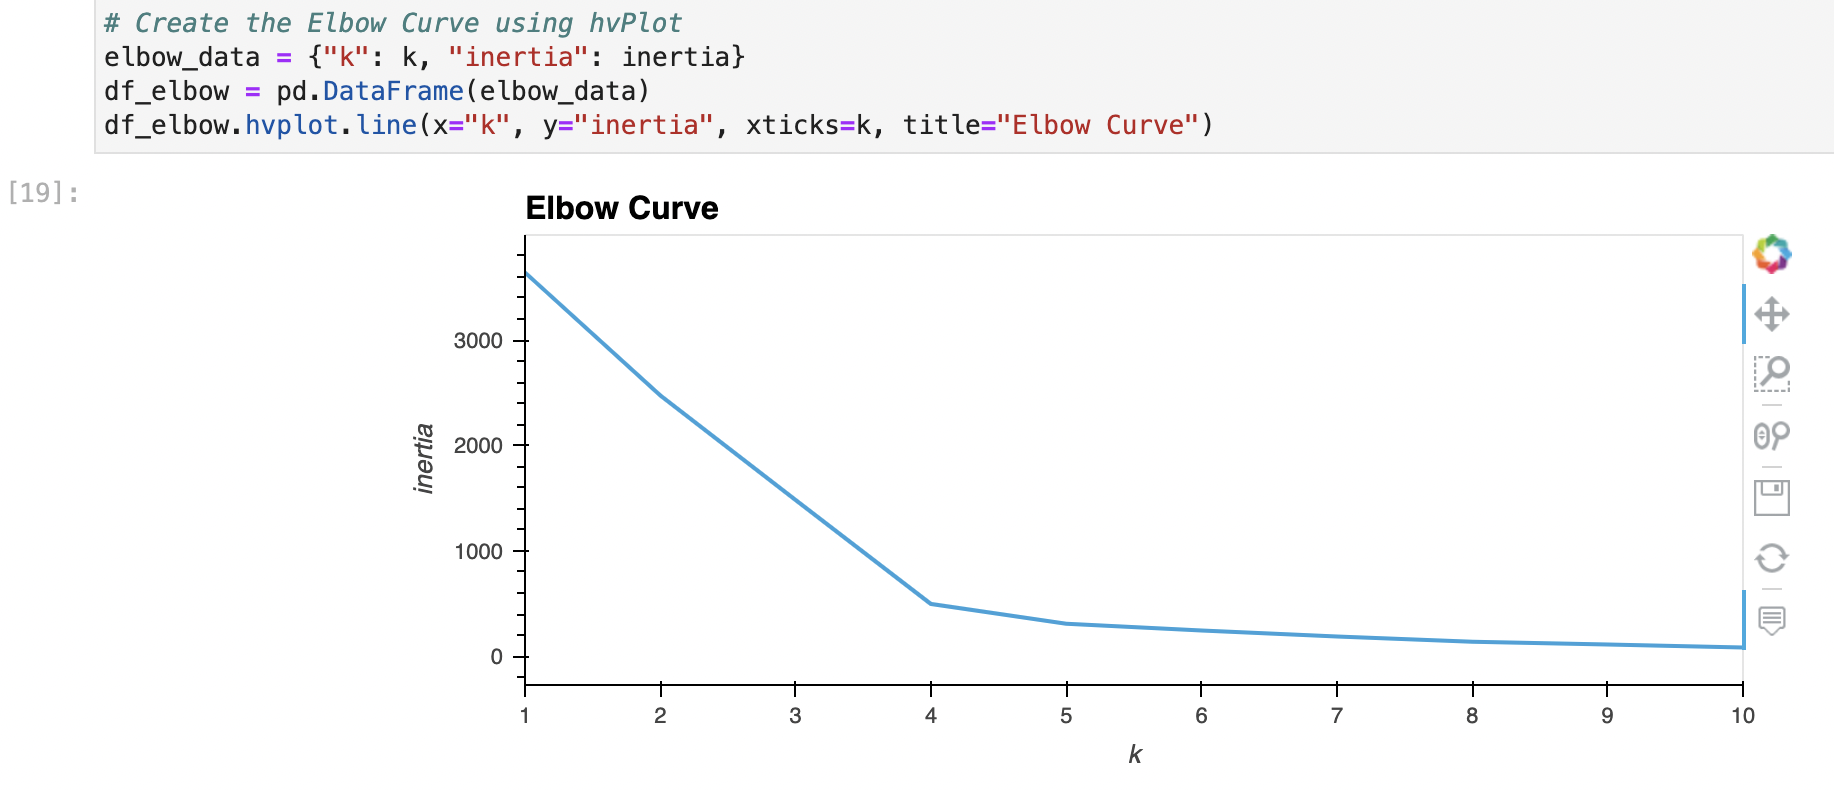 # Create the Elbow Curve using hvPlot
elbow_data = {"k": k, "inertia": inertia}
df_elbow = pd.DataFrame(elbow_data)
df_elbow.hvplot.line(x="k", y="inertia", xticks=k, title="Elbow Curve")
[19]:
Elbow Curve
inertia
3000
2000
1000
0
1 2 3 4 5 6 7 8 9 10
k